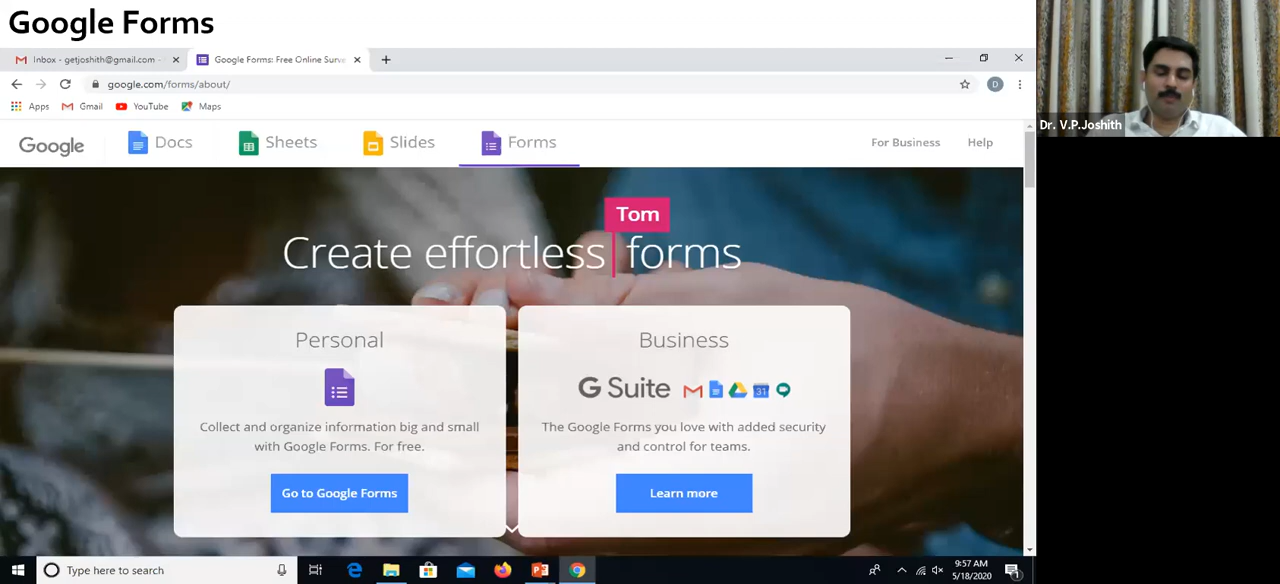 Google Forms
Inbox - getjoshith@gmail.com -
Google Forms: Free Online Surve
google.com/forms/about/
D
Apps
Gmail
YouTube
Maps
Google
Docs
Sheets
Slides
Forms
For Business
Help
Dr. V.P.Joshith
Tom
Create effortless forms
Personal
Collect and organize information big and small
with Google Forms. For free.
Go to Google Forms
Business
G Suite
31
The Google Forms you love with added security
and control for teams.
Learn more
Type here to search
9:57 AM
5/18/2020
1